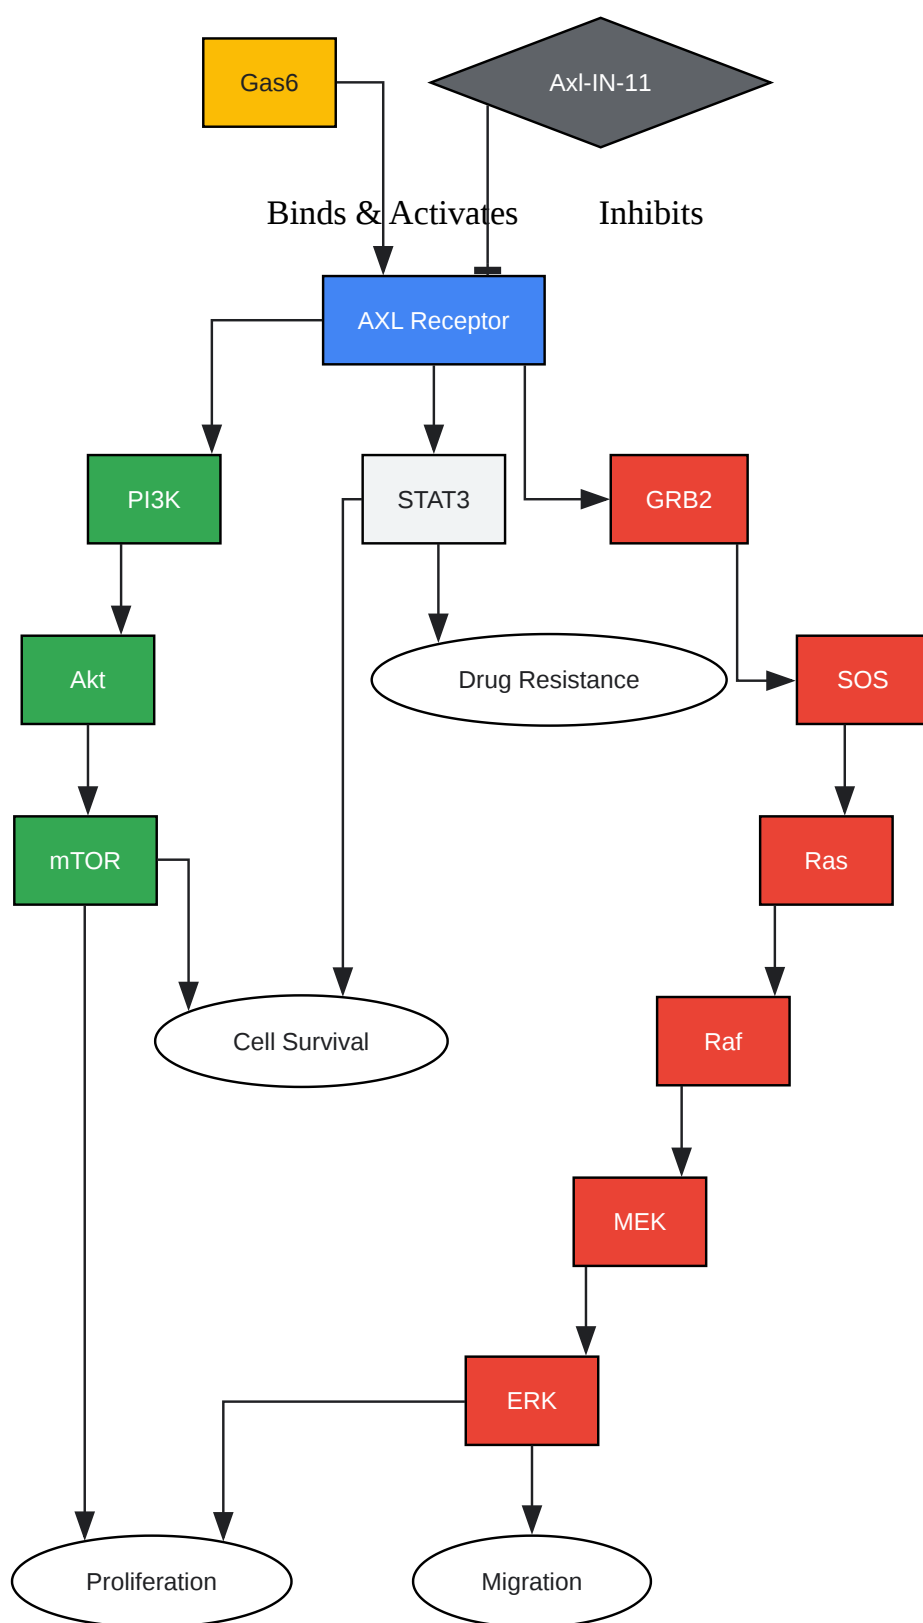 Gas6
Axl-IN-11
Binds & Activates
Inhibits
AXL Receptor
PI3K
STAT3
GRB2
Akt
Drug Resistance
SOS
mTOR
Ras
Cell Survival
Raf
MEK
ERK
Proliferation
Migration